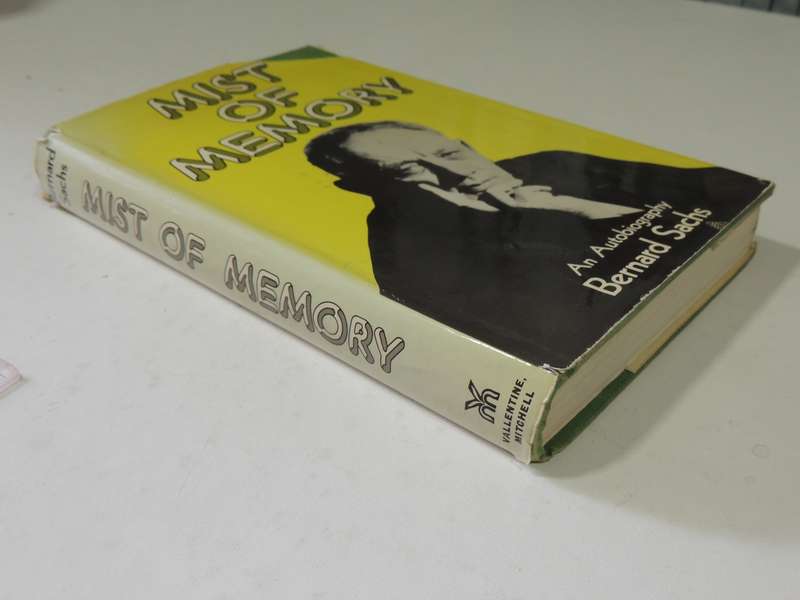 MIST
OF
MEMORY
An Autobiography
Bernard Sachs
Bernard
Sachs
MIST OF MEMORY
VALLENTINE,
MITCHELL